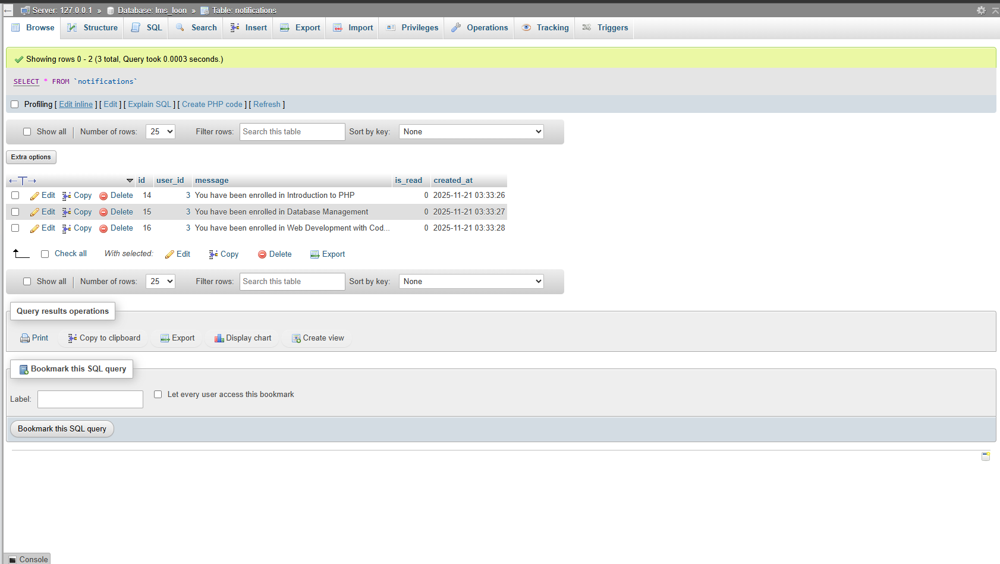 Server: 127.0.0.1 » Database: lms_loon » Table: notifications
Browse Structure SQL Search Insert Export Import Privileges Operations Tracking Triggers
Showing rows 0 - 2 (3 total, Query took 0.0003 seconds.)
SELECT * FROM `notifications`
Profiling [ Edit inline ] [ Edit ] [ Explain SQL ] [ Create PHP code ] [ Refresh ]
Show all Number of rows: 25 Filter rows: Search this table Sort by key: None
Extra options
←T→ id user_id message is_read created_at
Edit Copy Delete 14 3 You have been enrolled in Introduction to PHP 0 2025-11-21 03:33:26
Edit Copy Delete 15 3 You have been enrolled in Database Management 0 2025-11-21 03:33:27
Edit Copy Delete 16 3 You have been enrolled in Web Development with Cod... 0 2025-11-21 03:33:28
Check all With selected: Edit Copy Delete Export
Show all Number of rows: 25 Filter rows: Search this table Sort by key: None
Query results operations
Print Copy to clipboard Export Display chart Create view
Bookmark this SQL query
Label: Let every user access this bookmark
Bookmark this SQL query
Console